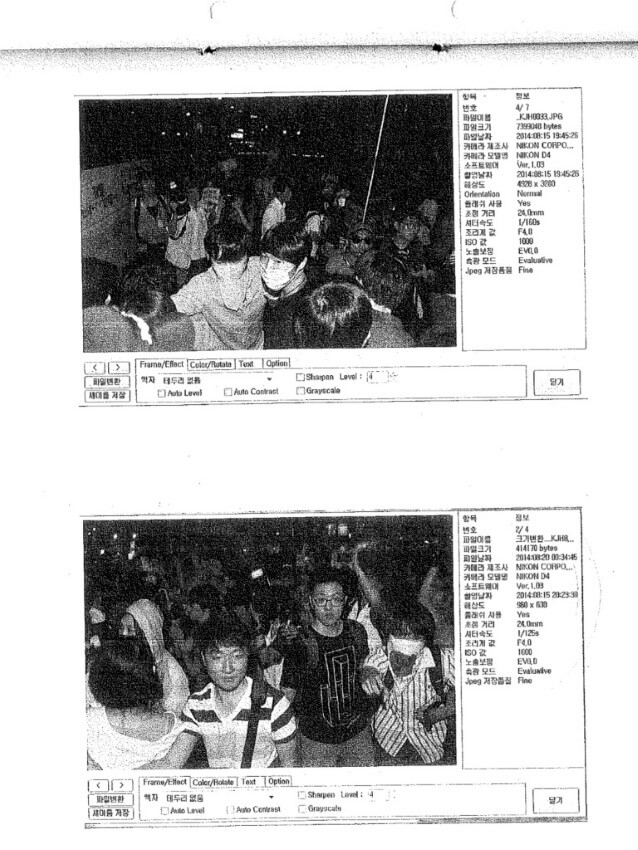 항목 정보
번호 4/ 7
파일이름 _KJH0033.JPG
파일크기 7399040 bytes
파일날짜 2014:08:15 19:45:26
카메라 제조사 NIKON CORPO,...
카메라 모델명 NIKON D4
소프트웨어 Ver.1.03
촬영날짜 2014:08:15 19:45:26
해상도 4928 x 3280
Orientation Normal
플래쉬 사용 Yes
초점 거리 24.0mm
셔터속도 1/160s
조리개 값 F4.0
ISO 값 1000
노출보정 EV0.0
측광 모드 Evaluative
Jpeg 저장품질 Fine
< > Frame/Effect Color/Rotate Text Option
파일변환 액자 테두리 없음 Sharpen Level : 4
새이름 저장 Auto Level Auto Contrast Grayscale
닫기
항목 정보
번호 2/ 4
파일이름 크기변환_..KJH0...
파일크기 414170 bytes
파일날짜 2014:08:20 00:34:46
카메라 제조사 NIKON CORPO,...
카메라 모델명 NIKON D4
소프트웨어 Ver.1.03
촬영날짜 2014:08:15 20:23:30
해상도 960 x 630
플래쉬 사용 Yes
초점 거리 24.0mm
셔터속도 1/125s
조리개 값 F4.0
ISO 값 1600
노출보정 EV0.0
측광 모드 Evaluative
Jpeg 저장품질 Fine
< > Frame/Effect Color/Rotate Text Option
파일변환 액자 테두리 없음 Sharpen Level : 4
새이름 저장 Auto Level Auto Contrast Grayscale
닫기